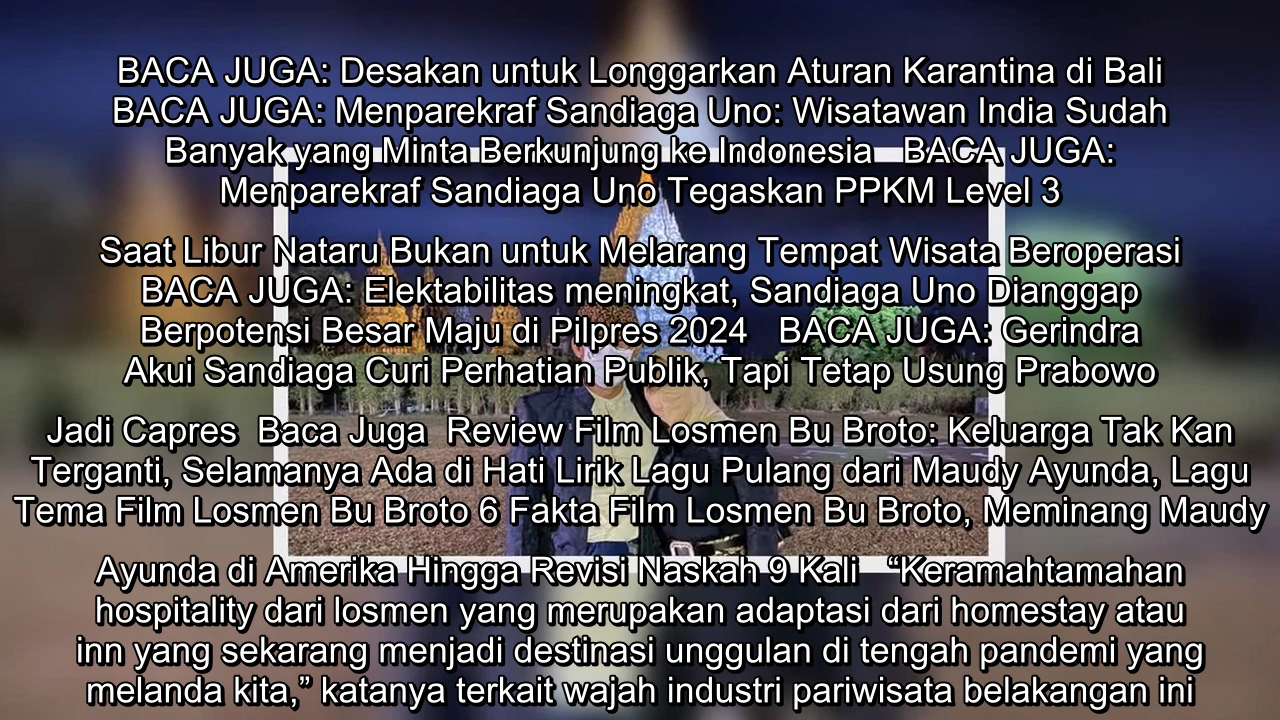 BACA JUGA: Desakan untuk Longgarkan Aturan Karantina di Bali
BACA JUGA: Menparekraf Sandiaga Uno: Wisatawan India Sudah
Banyak yang Minta Berkunjung ke Indonesia   BACA JUGA:
Menparekraf Sandiaga Uno Tegaskan PPKM Level 3
Saat Libur Nataru Bukan untuk Melarang Tempat Wisata Beroperasi
BACA JUGA: Elektabilitas meningkat, Sandiaga Uno Dianggap
Berpotensi Besar Maju di Pilpres 2024   BACA JUGA: Gerindra
Akui Sandiaga Curi Perhatian Publik, Tapi Tetap Usung Prabowo
Jadi Capres  Baca Juga  Review Film Losmen Bu Broto: Keluarga Tak Kan
Terganti, Selamanya Ada di Hati Lirik Lagu Pulang dari Maudy Ayunda, Lagu
Tema Film Losmen Bu Broto 6 Fakta Film Losmen Bu Broto, Meminang Maudy
Ayunda di Amerika Hingga Revisi Naskah 9 Kali   “Keramahtamahan
hospitality dari losmen yang merupakan adaptasi dari homestay atau
inn yang sekarang menjadi destinasi unggulan di tengah pandemi yang
melanda kita,” katanya terkait wajah industri pariwisata belakangan ini